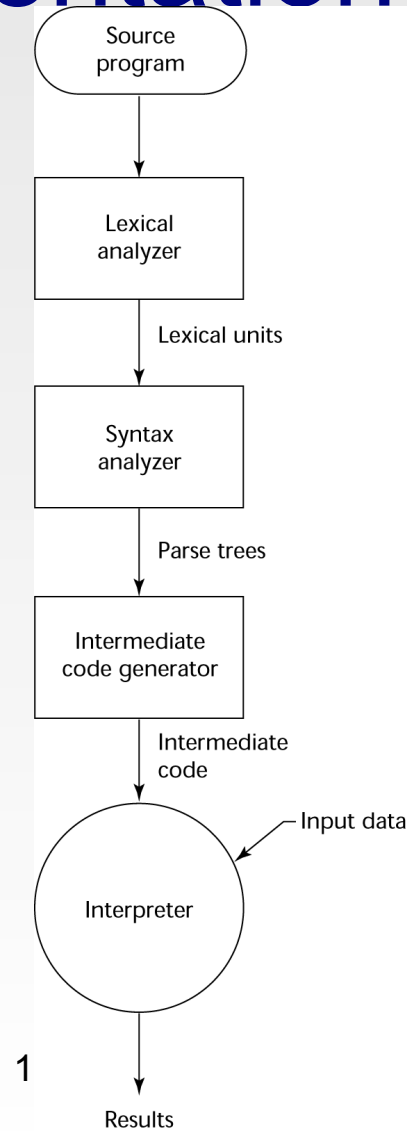 Source
program
Lexical
analyzer
Lexical units
Syntax
analyzer
Parse trees
Intermediate
code generator
Intermediate
code
Input data
Interpreter
1
Results